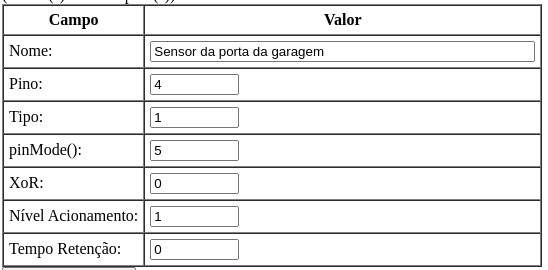 Campo Valor
Nome: Sensor da porta da garagem
Pino: 4
Tipo: 1
pinMode(): 5
XoR: 0
Nível Acionamento: 1
Tempo Retenção: 0